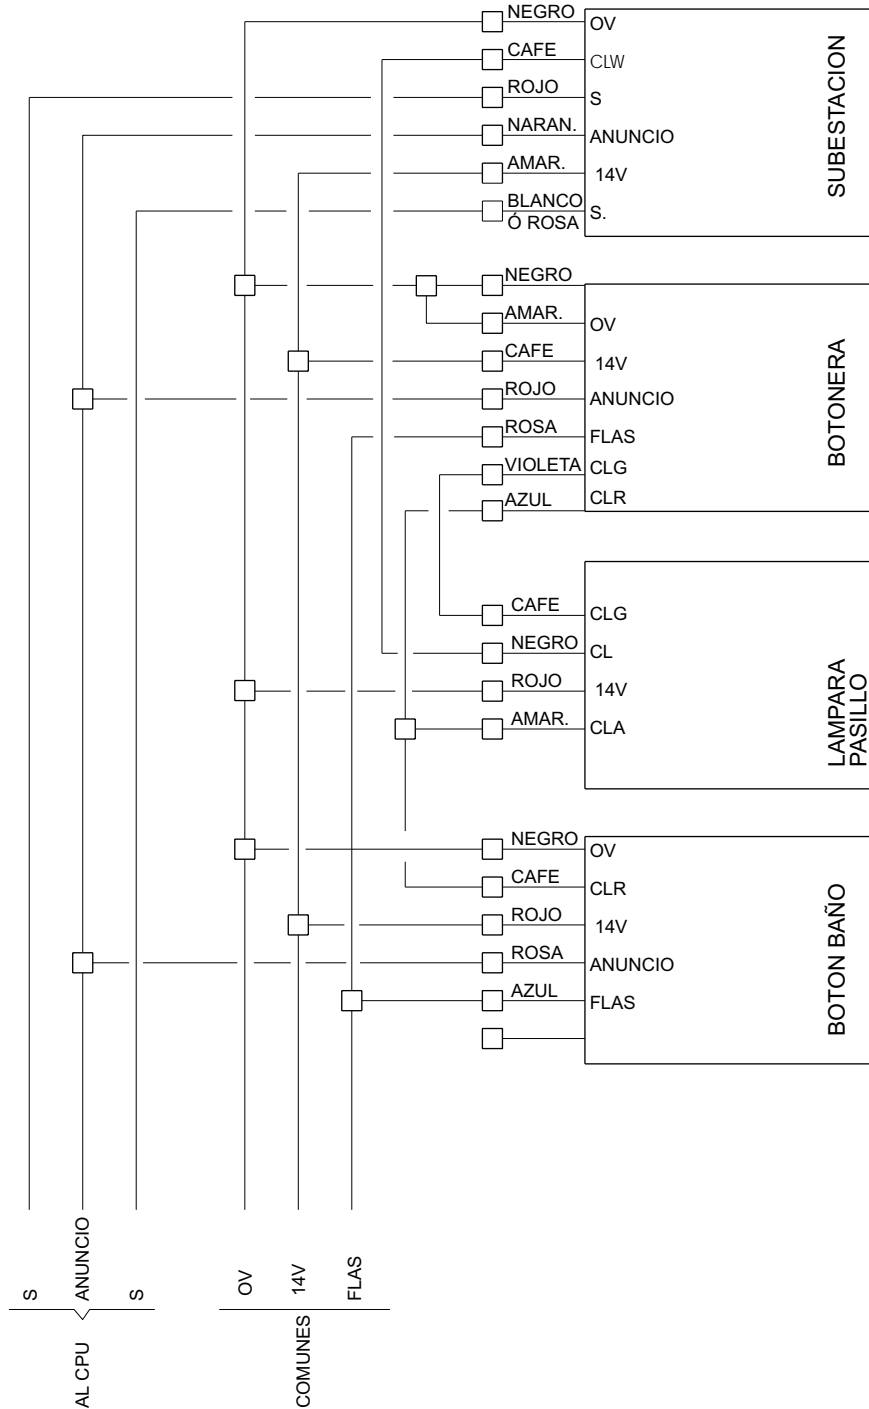 NEGRO OV
CAFE CLW
ROJO S
NARAN. ANUNCIO
AMAR. 14V
BLANCO
Ó ROSA S.
SUBESTACION
NEGRO
AMAR. OV
CAFE 14V
ROJO ANUNCIO
ROSA FLAS
VIOLETA CLG
AZUL CLR
BOTONERA
CAFE CLG
NEGRO CL
ROJO 14V
AMAR. CLA
LAMPARA
PASILLO
NEGRO OV
CAFE CLR
ROJO 14V
ROSA ANUNCIO
AZUL FLAS
BOTON BAÑO
S
ANUNCIO
S
AL CPU
OV
14V
FLAS
COMUNES